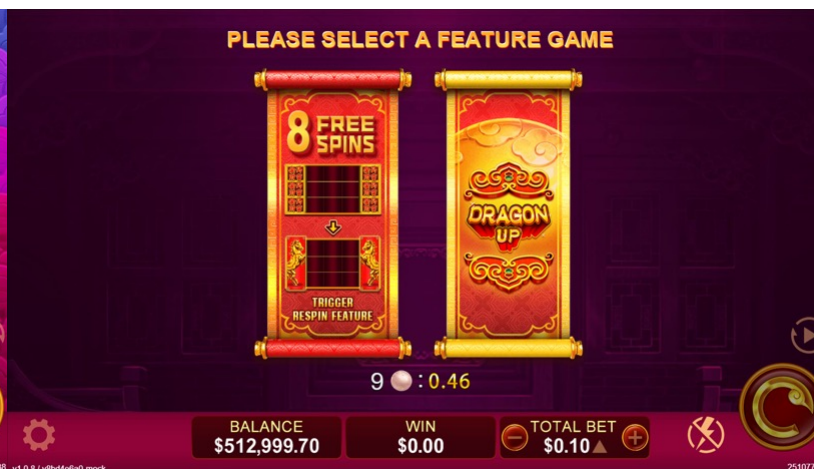 PLEASE SELECT A FEATURE GAME
8 FREE
SPINS
TRIGGER
RESPIN FEATURE
DRAGON
UP
9 : 0.46
BALANCE
$512,999.70
WIN
$0.00
TOTAL BET
$0.10
251077